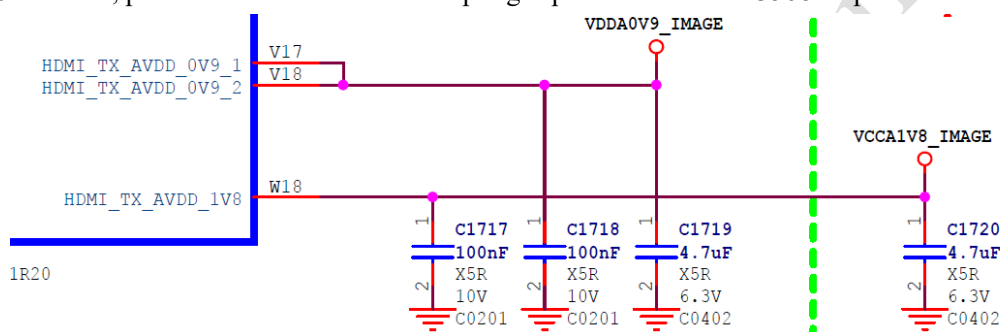 VDDA0V9_IMAGE
HDMI_TX_AVDD_0V9_1 V17
HDMI_TX_AVDD_0V9_2 V18
VCCA1V8_IMAGE
HDMI_TX_AVDD_1V8 W18
1 1 1 1
C1717 C1718 C1719 C1720
100nF 100nF 4.7uF 4.7uF
1R20 X5R X5R X5R X5R
2 2 2 2
10V 10V 6.3V 6.3V
C0201 C0201 C0402 C0402